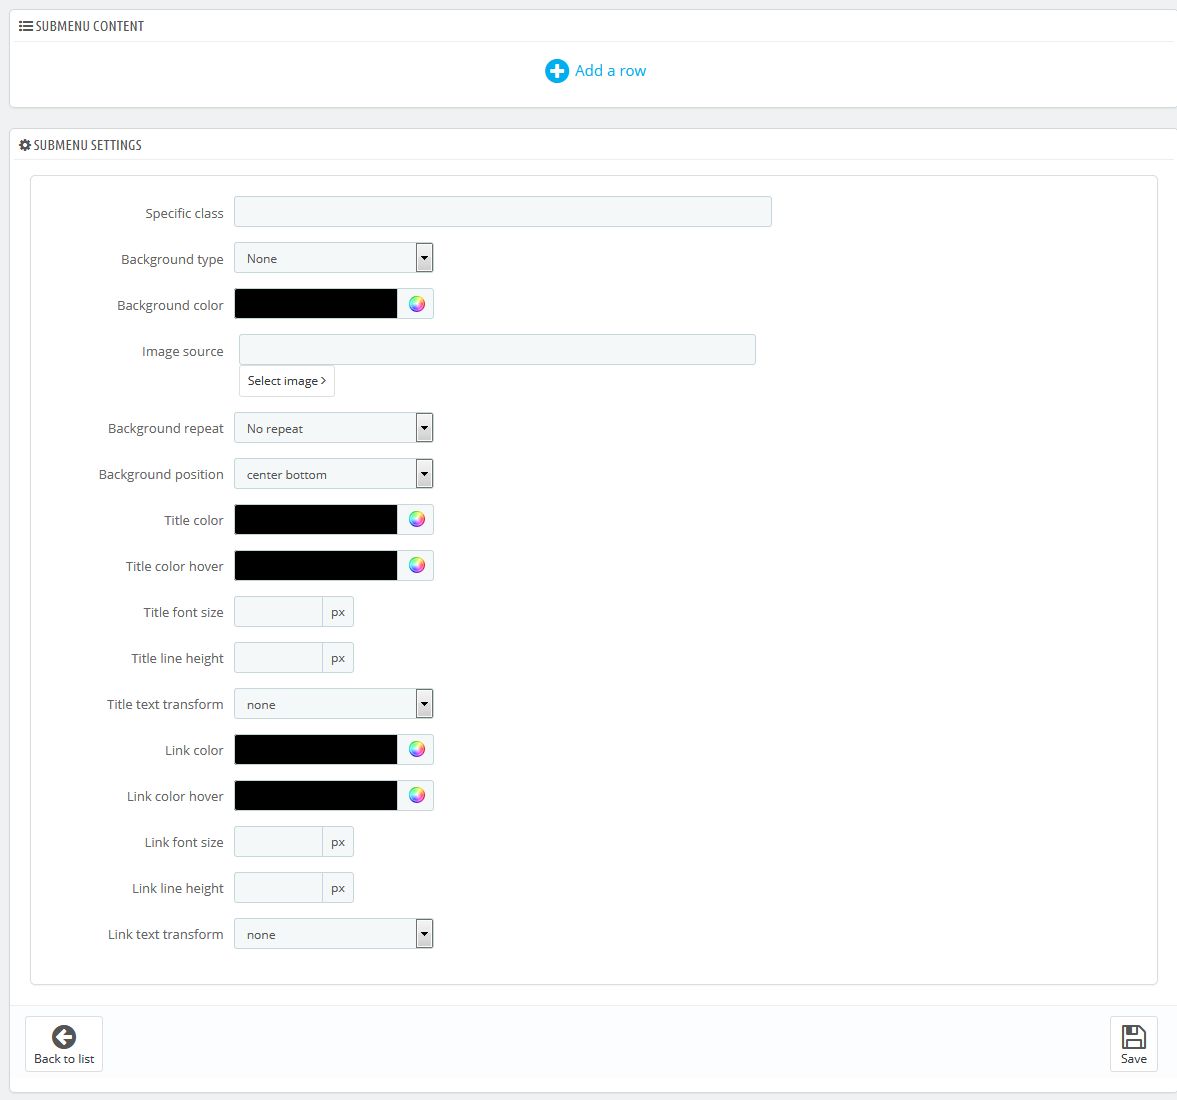 SUBMENU CONTENT
Add a row
SUBMENU SETTINGS
Specific class
Background type None
Background color
Image source
Select image
Background repeat No repeat
Background position center bottom
Title color
Title color hover
Title font size px
Title line height px
Title text transform none
Link color
Link color hover
Link font size px
Link line height px
Link text transform none
Back to list Save